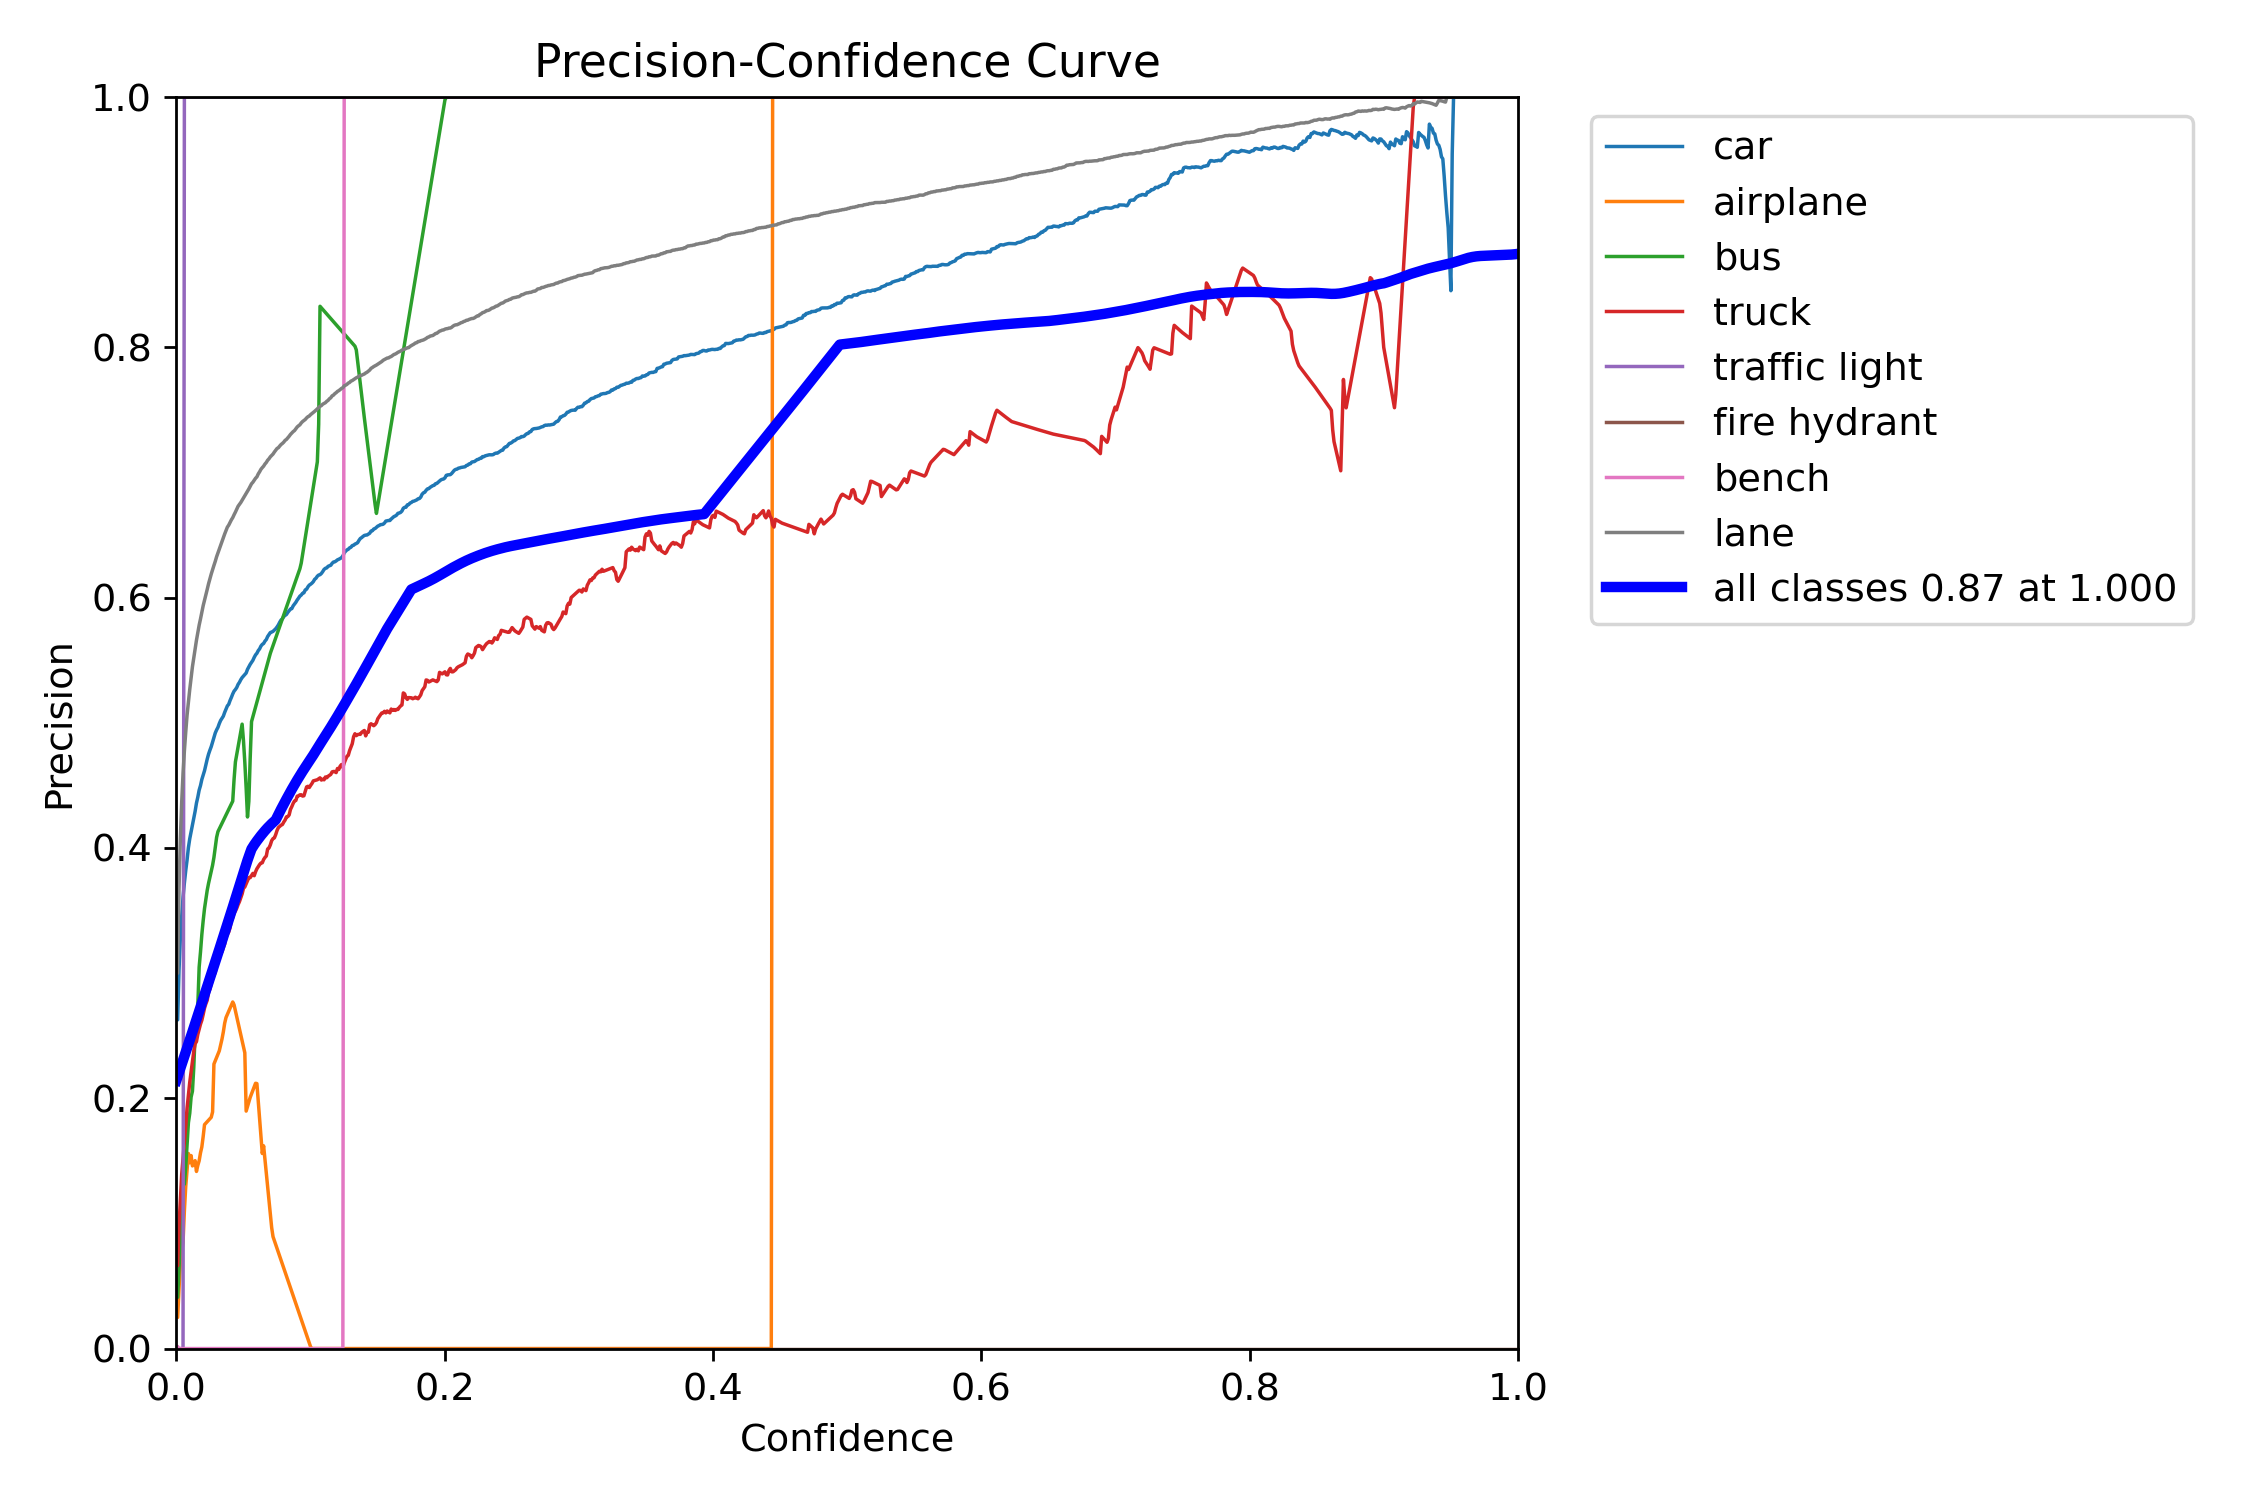 Precision-Confidence Curve
1.0
0.8
0.6
0.4
0.2
0.0
Precision
0.0 0.2 0.4 0.6 0.8 1.0
Confidence
car
airplane
bus
truck
traffic light
fire hydrant
bench
lane
all classes 0.87 at 1.000